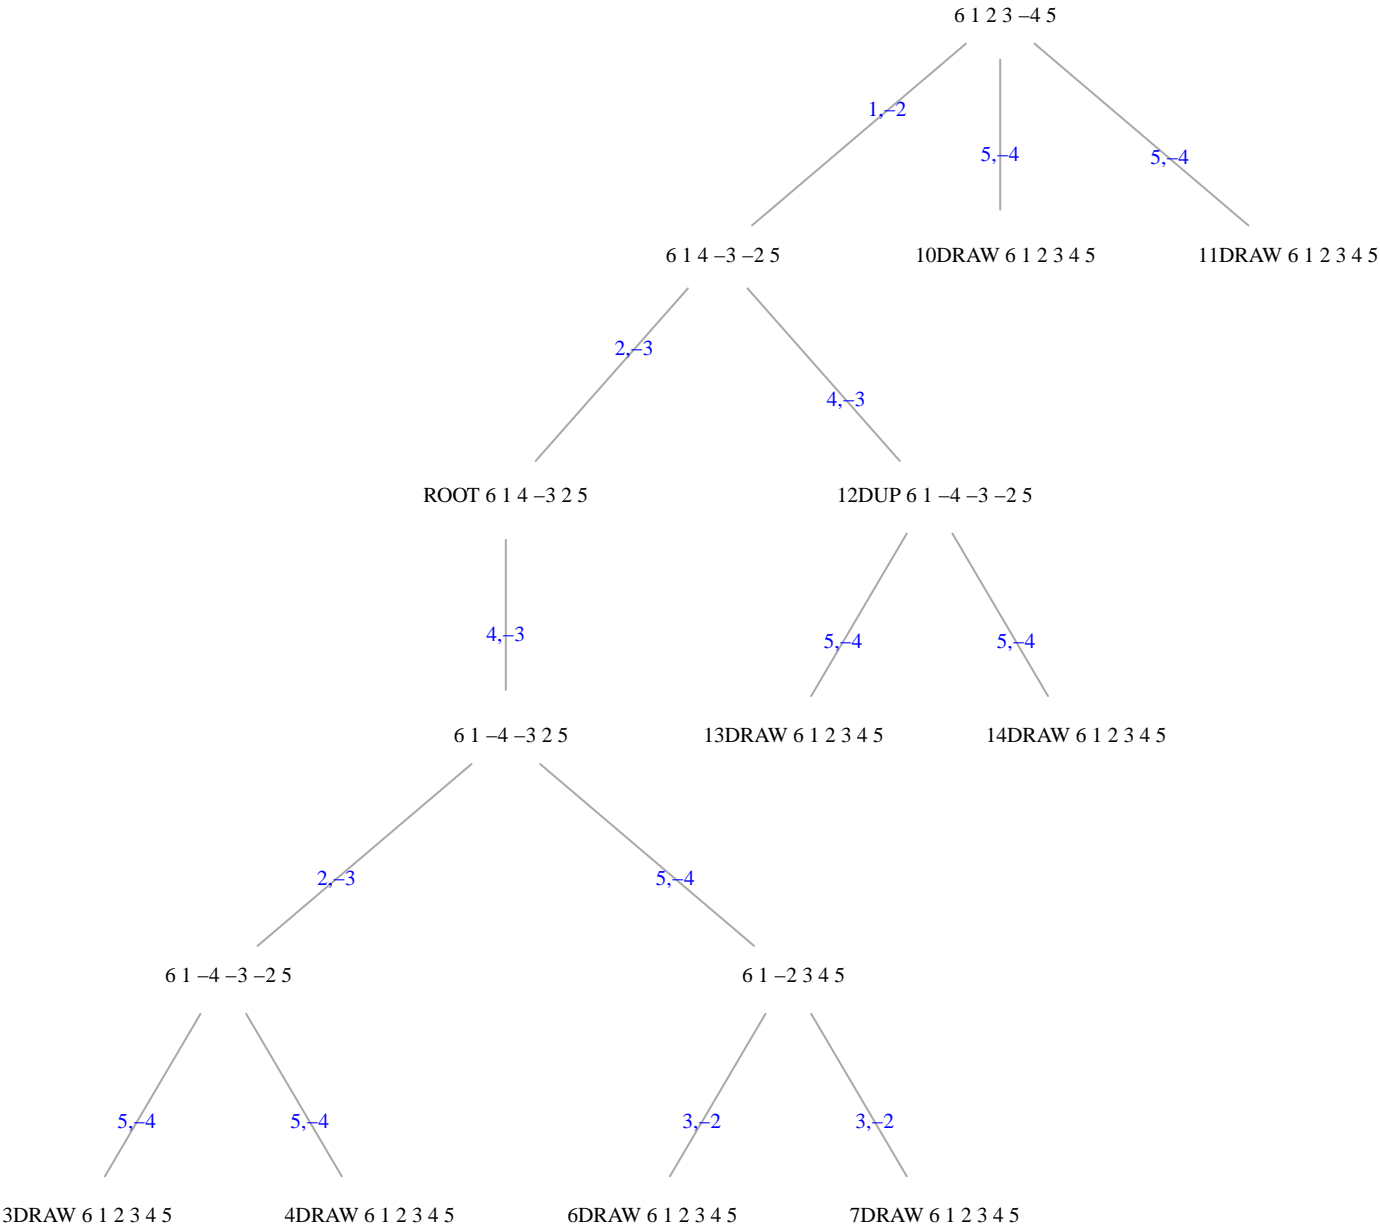 6 1 2 3 –4 5
1,–2
5,–4
5,–4
6 1 4 –3 –2 5
10DRAW 6 1 2 3 4 5
11DRAW 6 1 2 3 4 5
2,–3
4,–3
ROOT 6 1 4 –3 2 5
12DUP 6 1 –4 –3 –2 5
4,–3
5,–4
5,–4
6 1 –4 –3 2 5
13DRAW 6 1 2 3 4 5
14DRAW 6 1 2 3 4 5
2,–3
5,–4
6 1 –4 –3 –2 5
6 1 –2 3 4 5
5,–4
5,–4
3,–2
3,–2
3DRAW 6 1 2 3 4 5
4DRAW 6 1 2 3 4 5
6DRAW 6 1 2 3 4 5
7DRAW 6 1 2 3 4 5